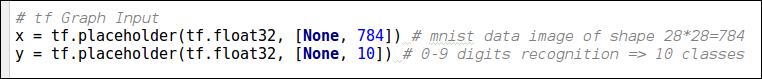 # tf Graph Input
x = tf.placeholder(tf.float32, [None, 784]) # mnist data image of shape 28*28=784
y = tf.placeholder(tf.float32, [None, 10]) # 0-9 digits recognition => 10 classes